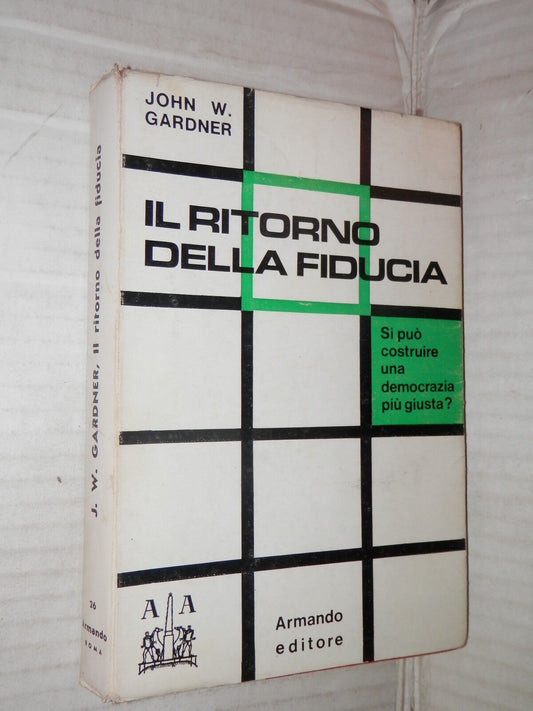 JOHN W.
GARDNER
IL RITORNO
DELLA FIDUCIA
Si può
costruire
una
democrazia
più giusta?
A A
Armando
editore
J. W. GARDNER, Il ritorno della fiducia
26
Armando
ROMA